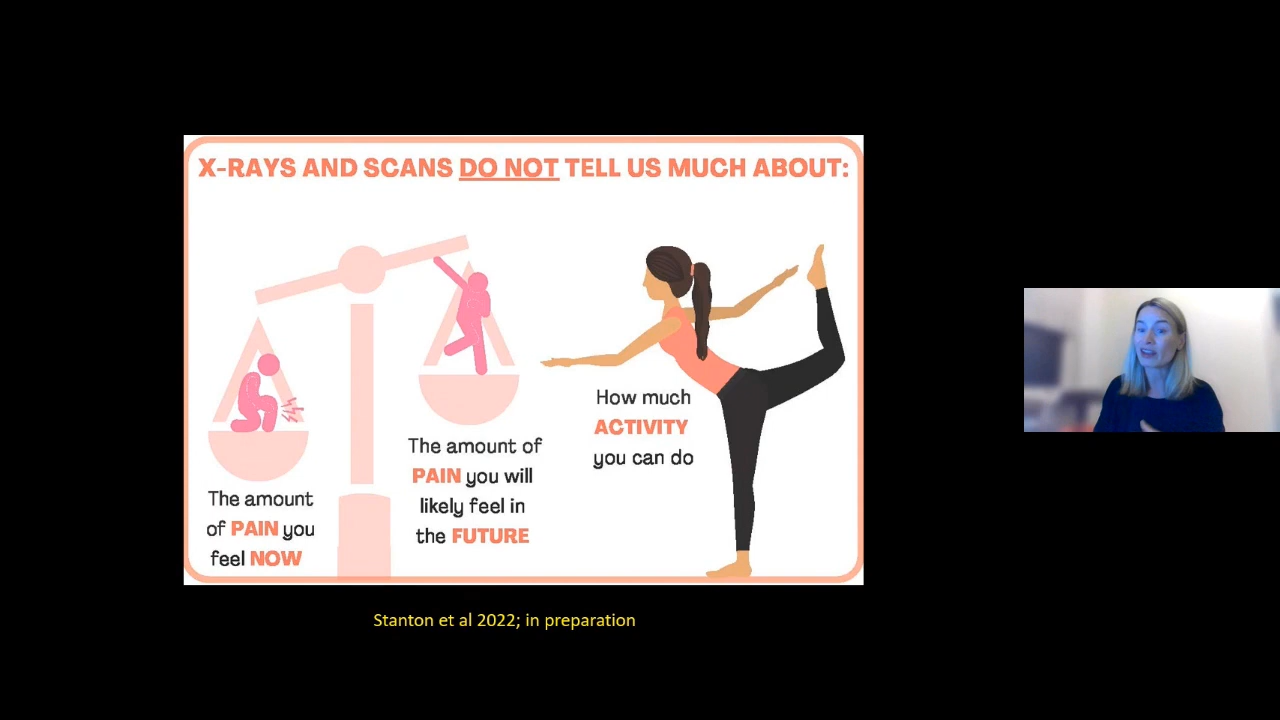 X-RAYS AND SCANS DO NOT TELL US MUCH ABOUT:
The amount
of PAIN you
feel NOW
The amount of
PAIN you will
likely feel in
the FUTURE
How much
ACTIVITY
you can do
Stanton et al 2022; in preparation